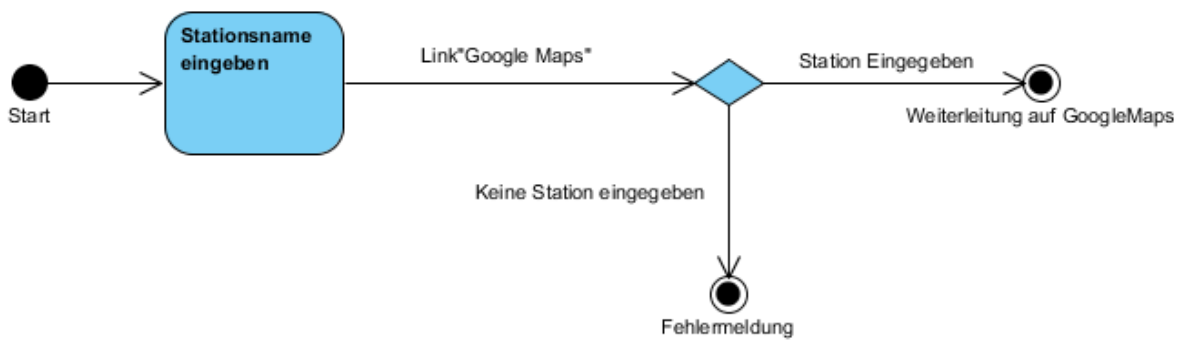 Stationsname
eingeben
Link"Google Maps"
Station Eingegeben
Start
Weiterleitung auf GoogleMaps
Keine Station eingegeben
Fehlermeldung